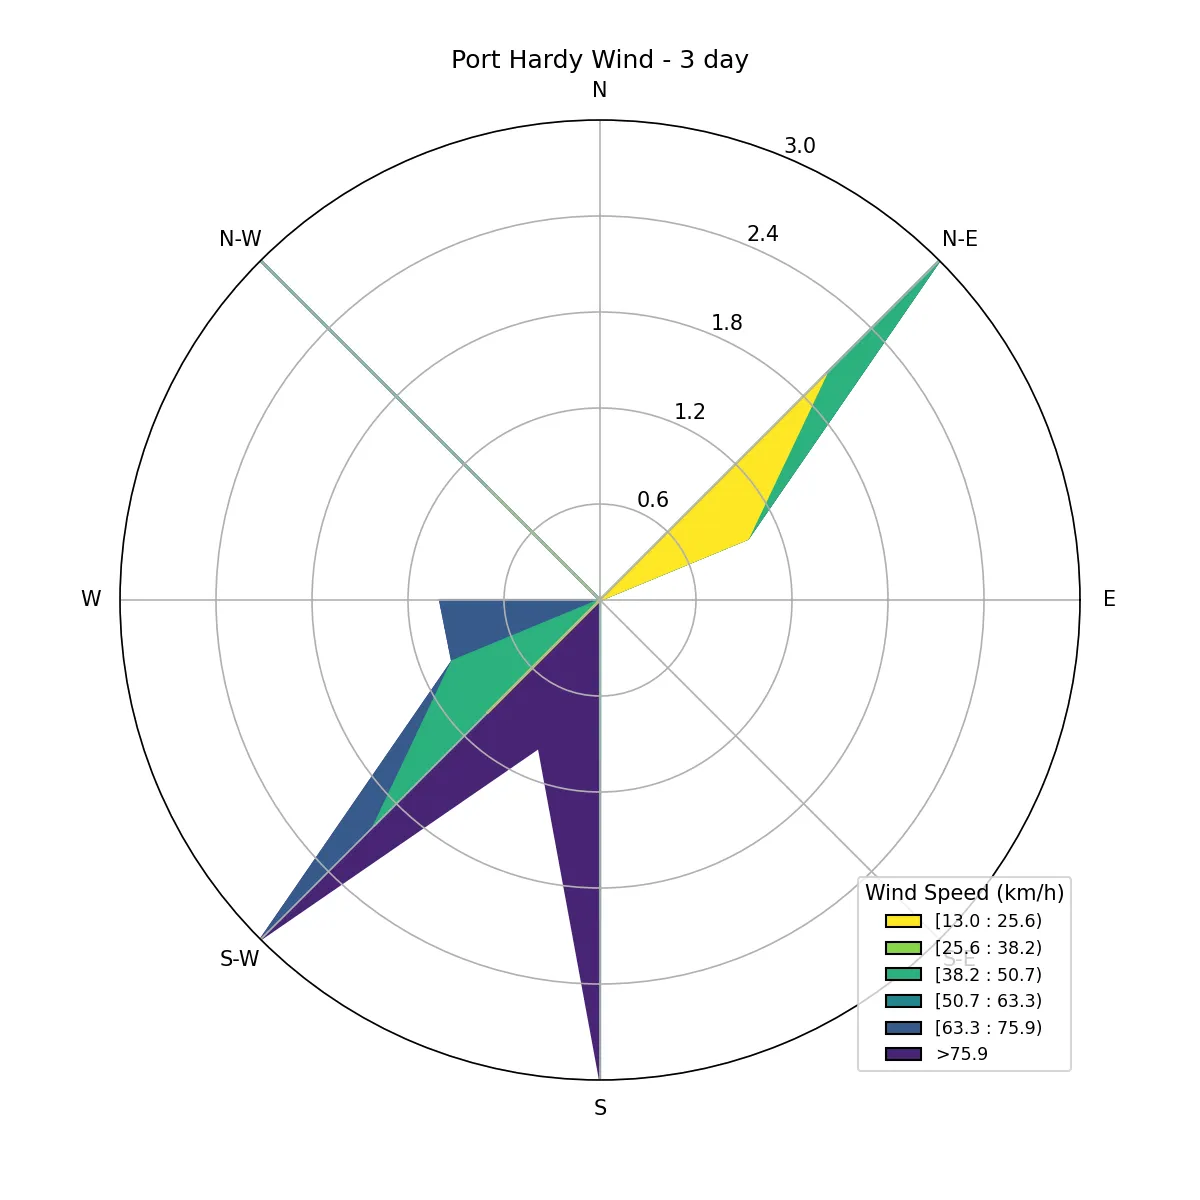 Port Hardy Wind - 3 day
N
3.0
N-W
2.4
N-E
1.8
1.2
0.6
W
E
S-W
S-E
Wind Speed (km/h)
[13.0 : 25.6)
[25.6 : 38.2)
[38.2 : 50.7)
[50.7 : 63.3)
[63.3 : 75.9)
>75.9
S